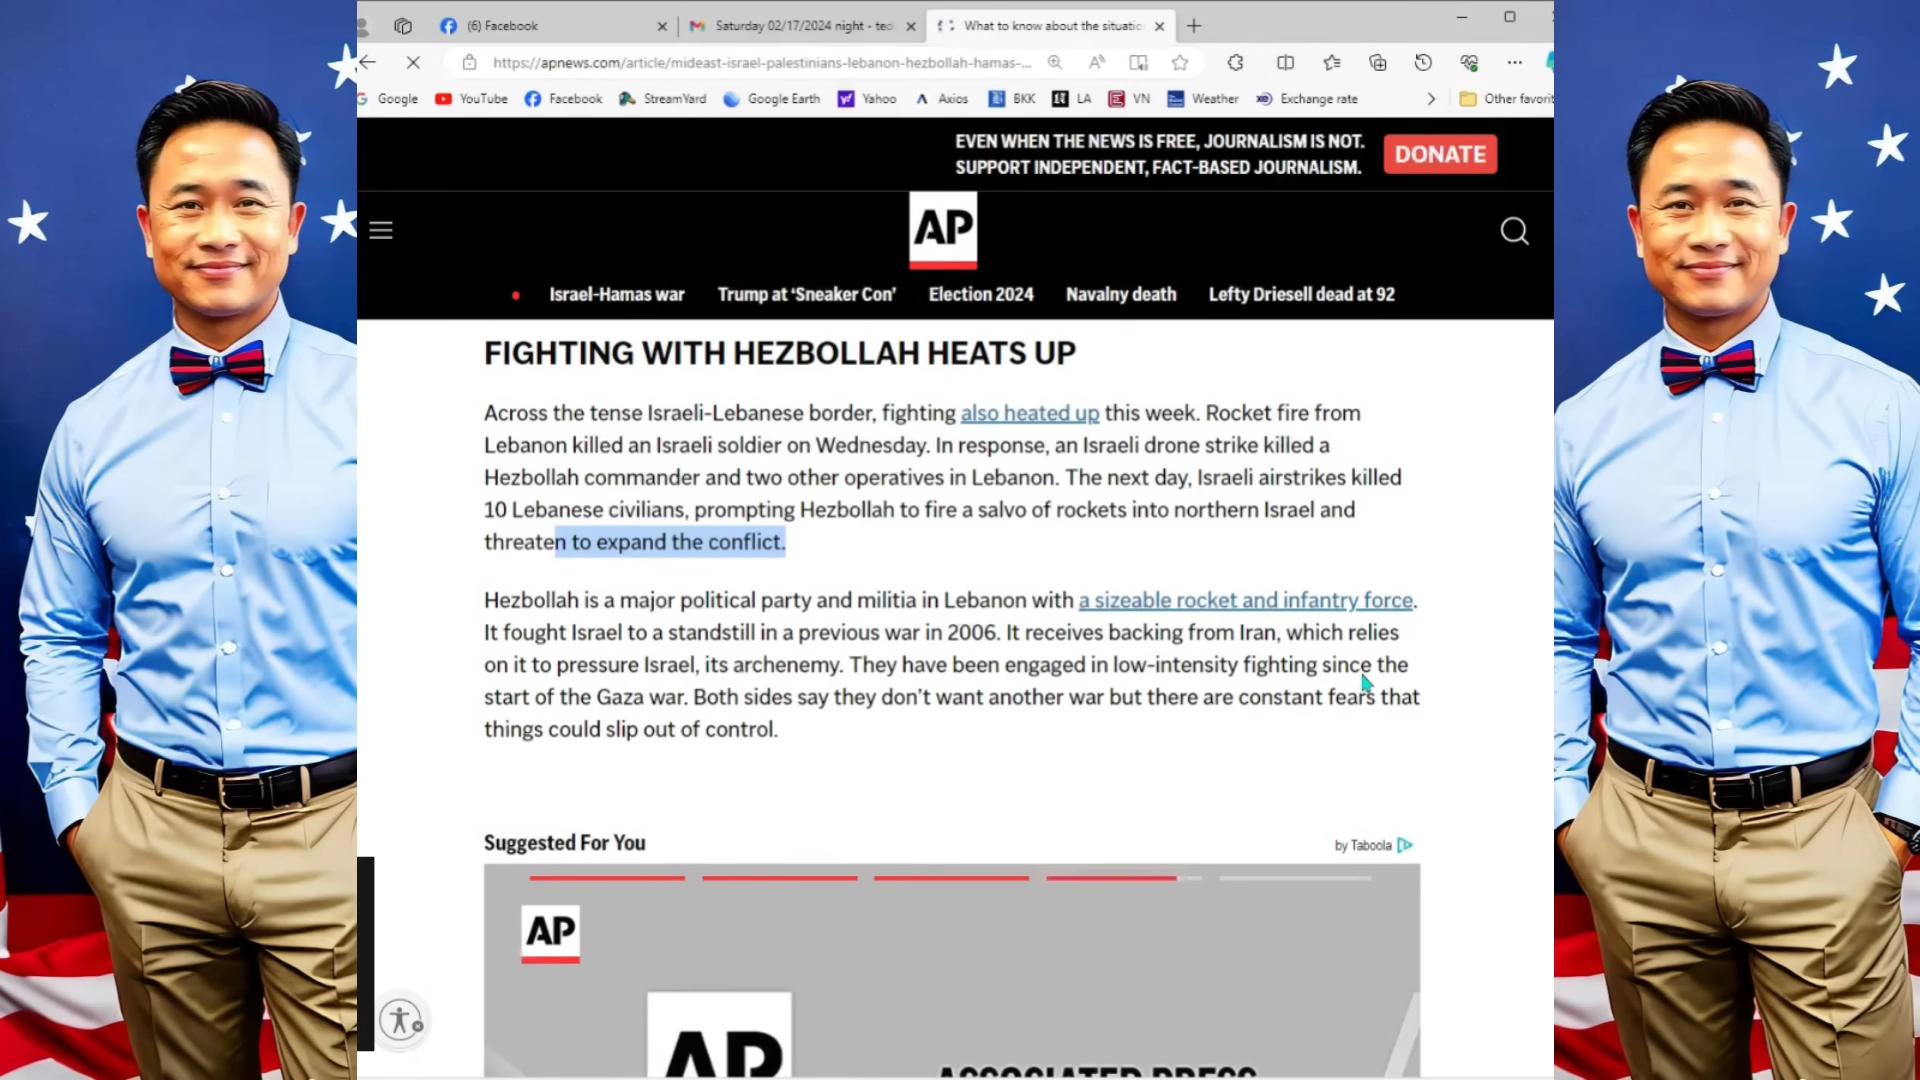 (6) Facebook
Saturday 02/17/2024 night - tec
What to know about the situatio
https://apnews.com/article/mideast-israel-palestinians-lebanon-hezbollah-hamas-...
Google YouTube Facebook StreamYard Google Earth Yahoo Axios BKK LA VN Weather Exchange rate Other favorit
EVEN WHEN THE NEWS IS FREE, JOURNALISM IS NOT.
SUPPORT INDEPENDENT, FACT-BASED JOURNALISM.
DONATE
AP
Israel-Hamas war Trump at ‘Sneaker Con’ Election 2024 Navalny death Lefty Driesell dead at 92
FIGHTING WITH HEZBOLLAH HEATS UP
Across the tense Israeli-Lebanese border, fighting also heated up this week. Rocket fire from
Lebanon killed an Israeli soldier on Wednesday. In response, an Israeli drone strike killed a
Hezbollah commander and two other operatives in Lebanon. The next day, Israeli airstrikes killed
10 Lebanese civilians, prompting Hezbollah to fire a salvo of rockets into northern Israel and
threaten to expand the conflict.
Hezbollah is a major political party and militia in Lebanon with a sizeable rocket and infantry force.
It fought Israel to a standstill in a previous war in 2006. It receives backing from Iran, which relies
on it to pressure Israel, its archenemy. They have been engaged in low-intensity fighting since the
start of the Gaza war. Both sides say they don’t want another war but there are constant fears that
things could slip out of control.
Suggested For You
by Taboola
AP
AP
ASSOCIATED PRESS